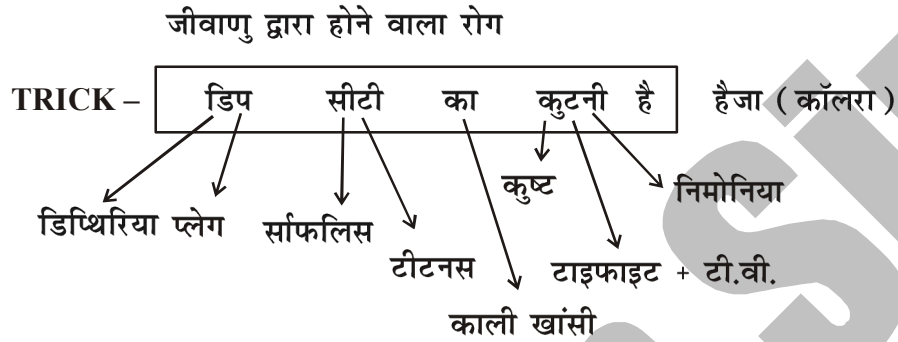 जीवाणु द्वारा होने वाला रोग
TRICK – डिप सीटी का कुटनी है हैजा ( कॉलरा )
कुष्ट निमोनिया
डिप्थिरिया प्लेग र्साफलिस
टीटनस टाइफाइट + टी.वी.
काली खांसी